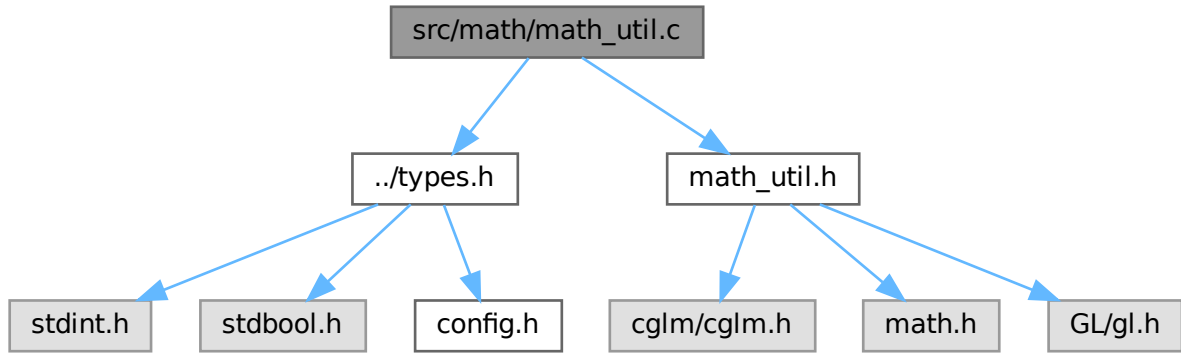 src/math/math_util.c
../types.h
math_util.h
stdint.h
stdbool.h
config.h
cglm/cglm.h
math.h
GL/gl.h